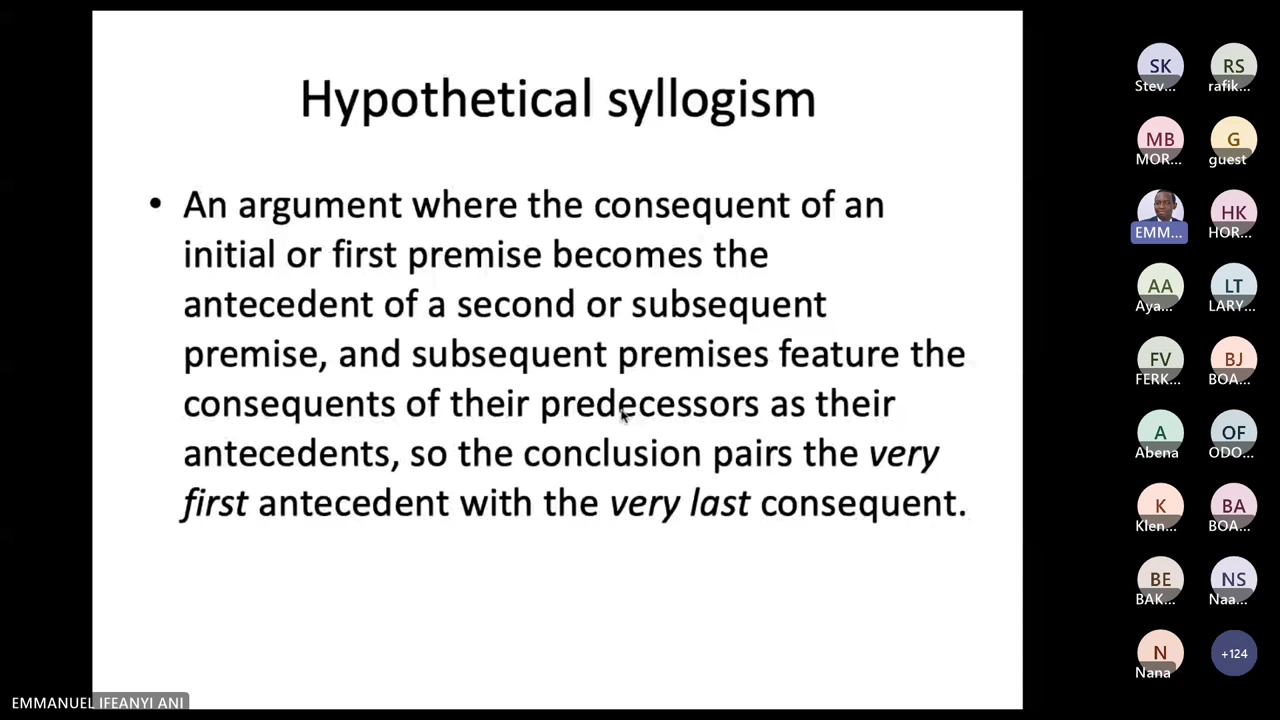 Hypothetical syllogism
• An argument where the consequent of an
initial or first premise becomes the
antecedent of a second or subsequent
premise, and subsequent premises feature the
consequents of their predecessors as their
antecedents, so the conclusion pairs the very
first antecedent with the very last consequent.
EMMANUEL IFEANYI ANI
SK
Stev...
RS
rafik...
MB
MOR...
G
guest
EMM...
HK
HOR...
AA
Aya...
LT
LARY...
FV
FERK...
BJ
BOA...
A
Abena
OF
ODO...
K
Klen...
BA
BOA...
BE
BAK...
NS
Naa...
N
Nana
+124